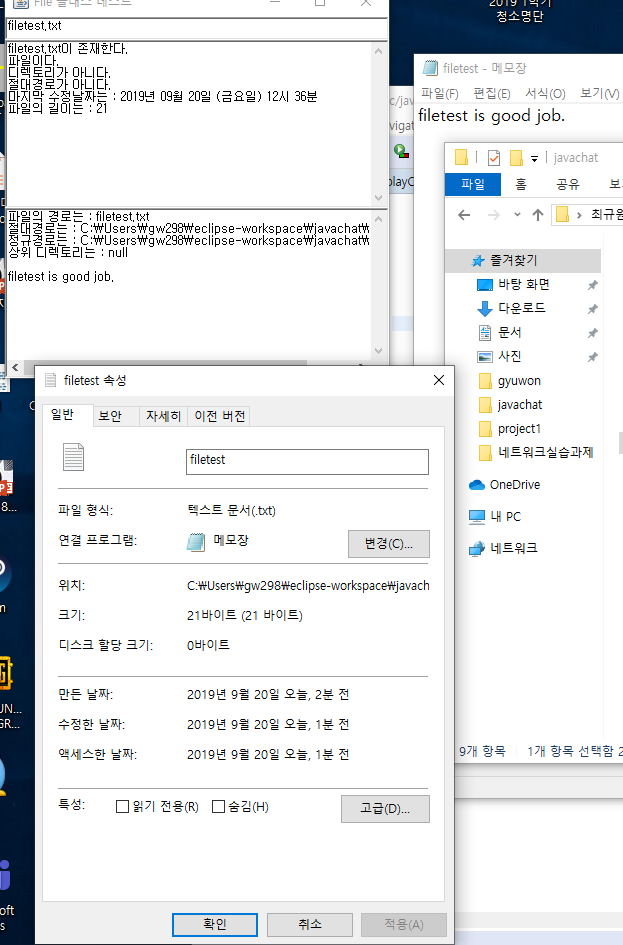 File 클래스 테스트
2019 1학기
청소명단
filetest,txt
filetest,txt이 존재한다.
파일이다.
디렉토리가 아니다.
절대경로가 아니다.
마지막 수정날짜는 : 2019년 09월 20일 (금요일) 12시 36분
파일의 길이는 : 21
파일의 경로는 : filetest,txt
절대경로는 : C:₩Users₩gw298₩eclipse-workspace₩javachat₩
정규경로는 : C:₩Users₩gw298₩eclipse-workspace₩javachat₩
상위 디렉토리는 : null
filetest is good job,
filetest - 메모장
파일(F) 편집(E) 서식(O) 보기(V)
filetest is good job.
javachat
파일 홈 공유
최규원
즐겨찾기
바탕 화면
다운로드
문서
사진
gyuwon
javachat
project1
네트워크실습과제
OneDrive
내 PC
네트워크
9개 항목 1개 항목 선택함 2
filetest 속성
일반 보안 자세히 이전 버전
filetest
파일 형식: 텍스트 문서(.txt)
연결 프로그램: 메모장 변경(C)...
위치: C:₩Users₩gw298₩eclipse-workspace₩javach
크기: 21바이트 (21 바이트)
디스크 할당 크기: 0바이트
만든 날짜: 2019년 9월 20일 오늘, 2분 전
수정한 날짜: 2019년 9월 20일 오늘, 1분 전
액세스한 날짜: 2019년 9월 20일 오늘, 1분 전
특성: 읽기 전용(R) 숨김(H) 고급(D)...
확인 취소 적용(A)